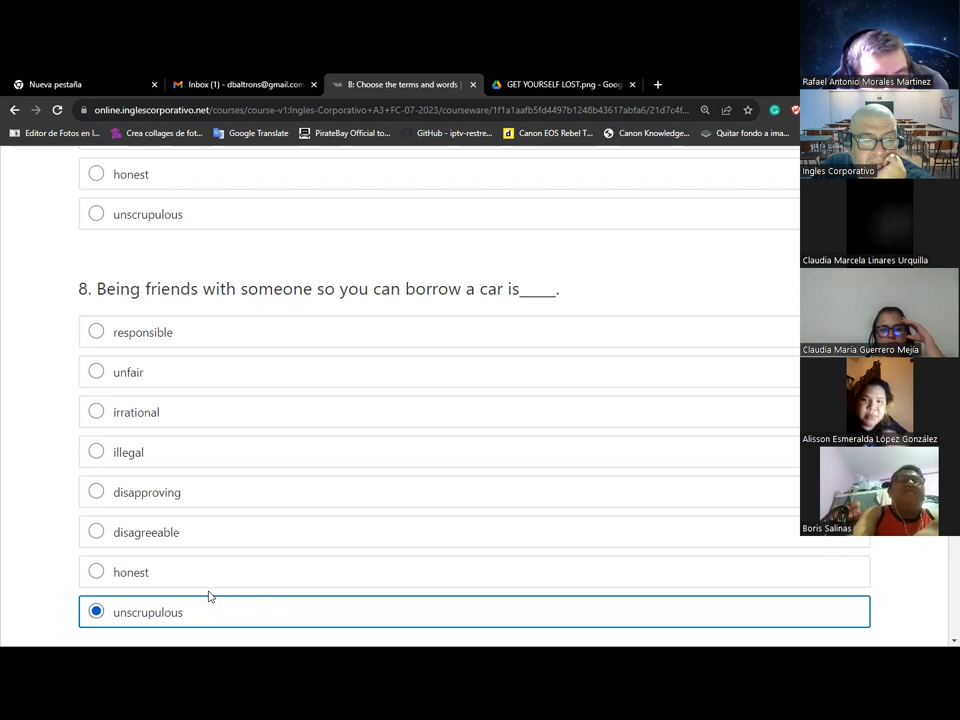 Nueva pestaña
Inbox (1) - dbaltrons@gmail.com
B: Choose the terms and words
GET YOURSELF LOST.png - Goog
online.inglescorporativo.net/courses/course-v1:Ingles-Corporativo+A3+FC-07-2023/courseware/1f1a1aafb5fd4497b1248b43617abfa6/21d7c4f...
Editor de Fotos en l...
Crea collages de fot...
Google Translate
PirateBay Official to...
GitHub - iptv-restre...
Canon EOS Rebel T...
Canon Knowledge...
Quitar fondo a ima...
honest
unscrupulous
8. Being friends with someone so you can borrow a car is_____.
responsible
unfair
irrational
illegal
disapproving
disagreeable
honest
unscrupulous
Rafael Antonio Morales Martinez
Ingles Corporativo
Claudia Marcela Linares Urquilla
Claudia María Guerrero Mejía
Alisson Esmeralda López González
Boris Salinas